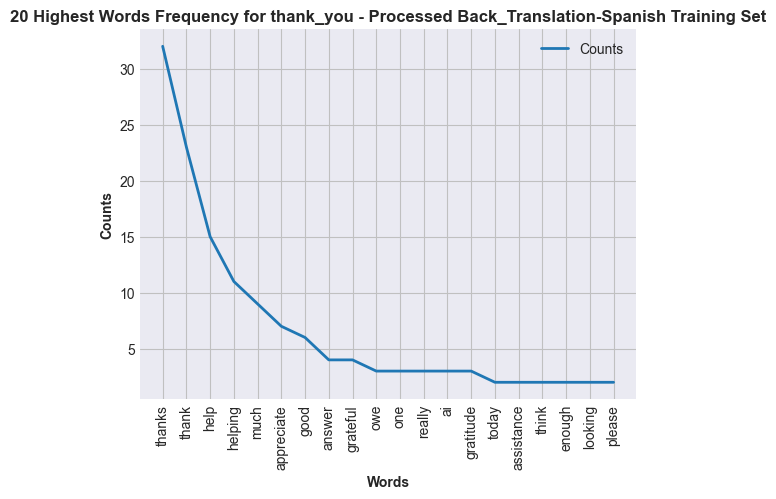 20 Highest Words Frequency for thank_you - Processed Back_Translation-Spanish Training Set
Counts
30
25
20
15
10
5
Counts
thanks
thank
help
helping
much
appreciate
good
answer
grateful
owe
one
really
ai
gratitude
today
assistance
think
enough
looking
please
Words